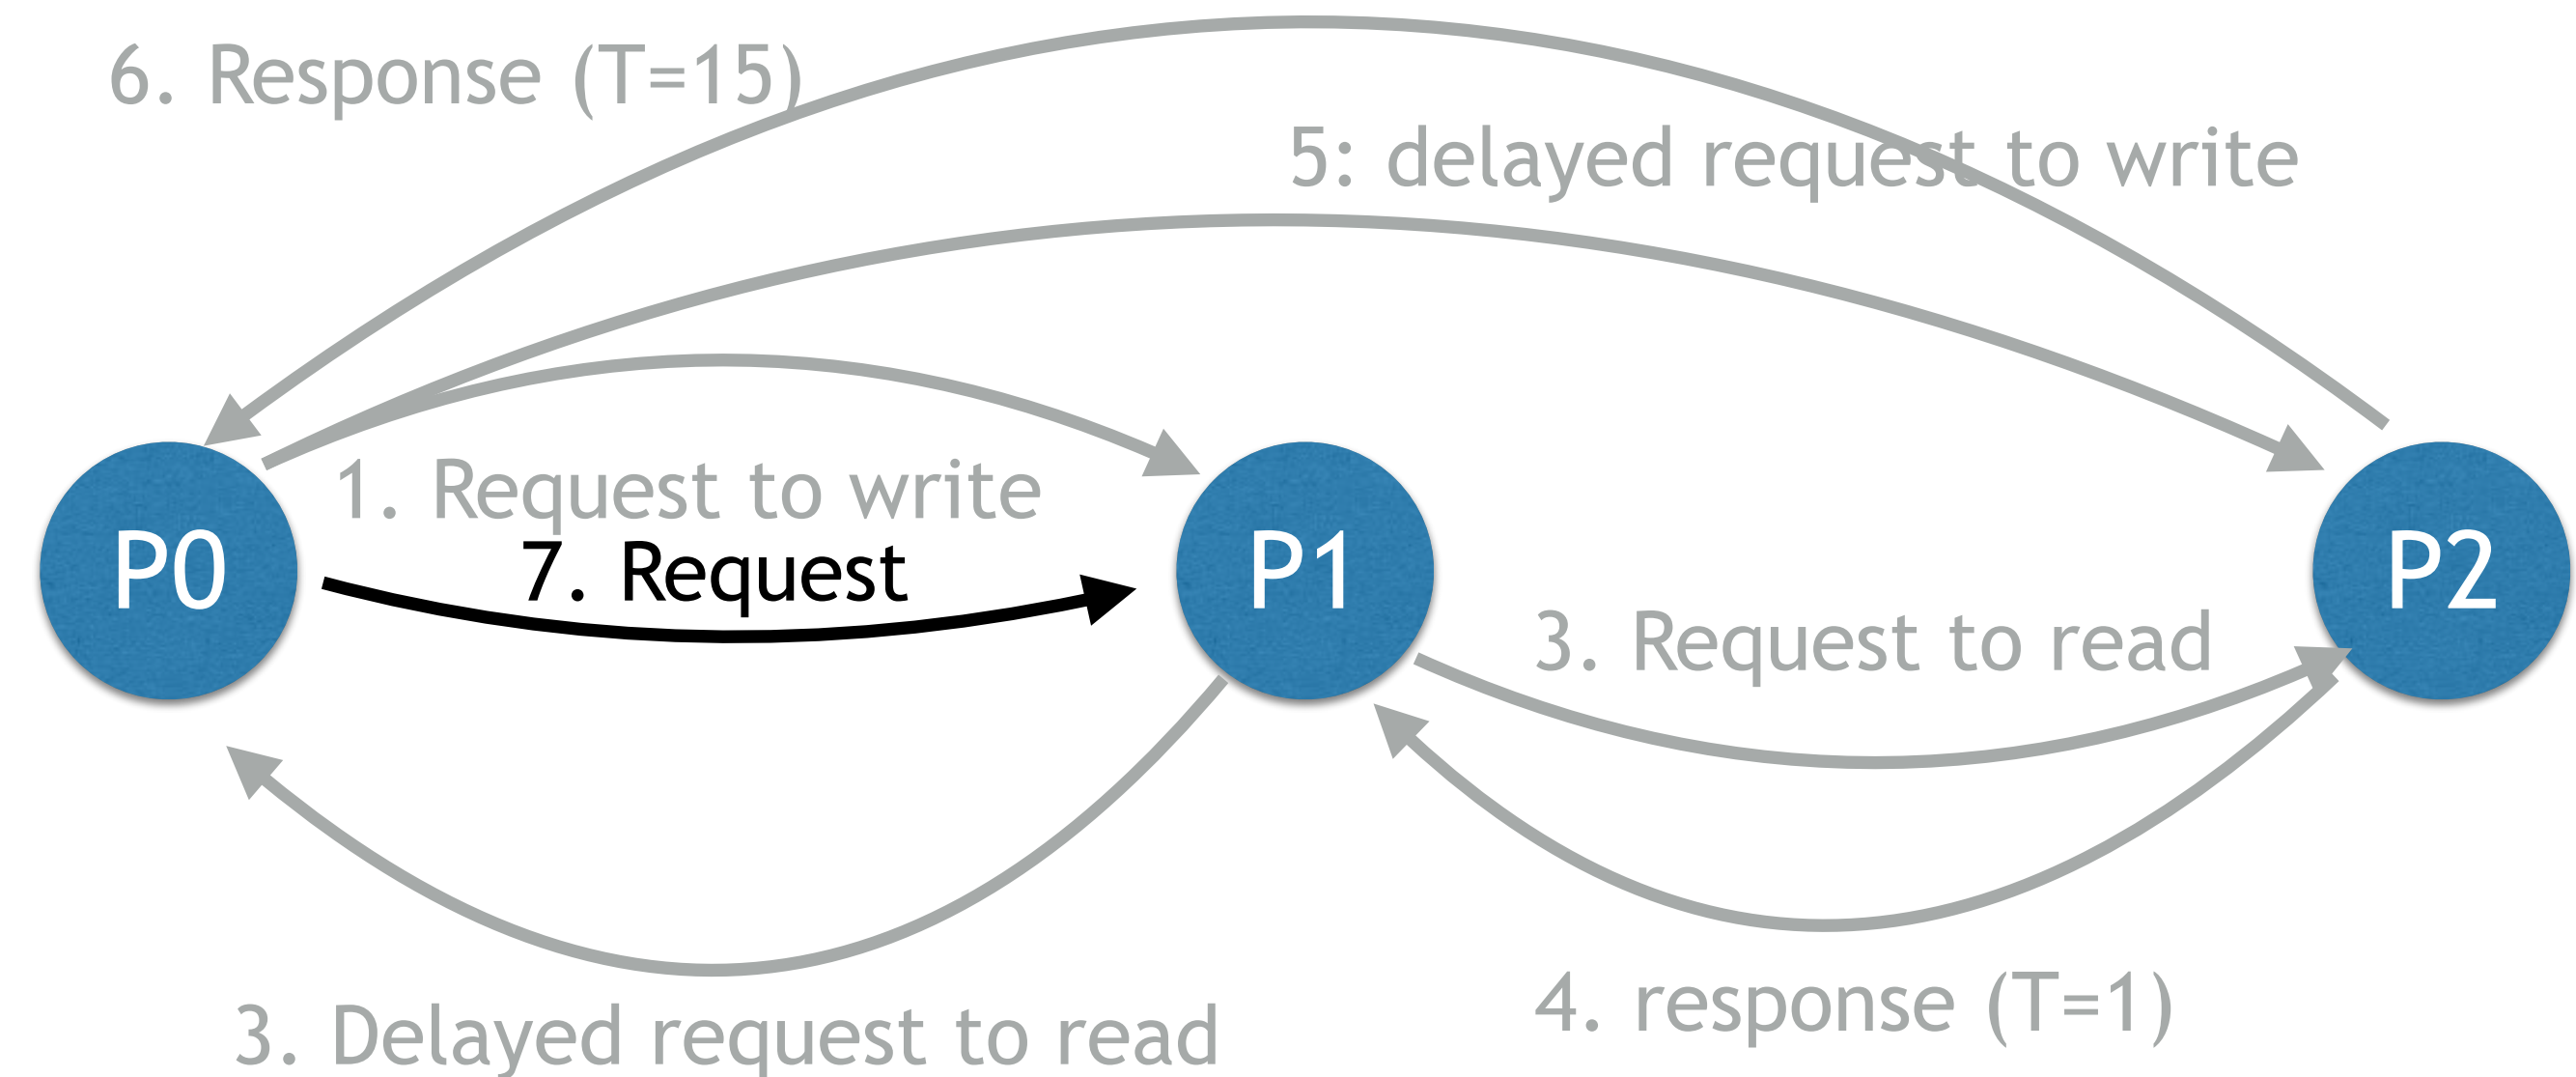 6. Response (T=15)
5: delayed request to write
1. Request to write
7. Request
P0
P1
P2
3. Request to read
4. response (T=1)
3. Delayed request to read